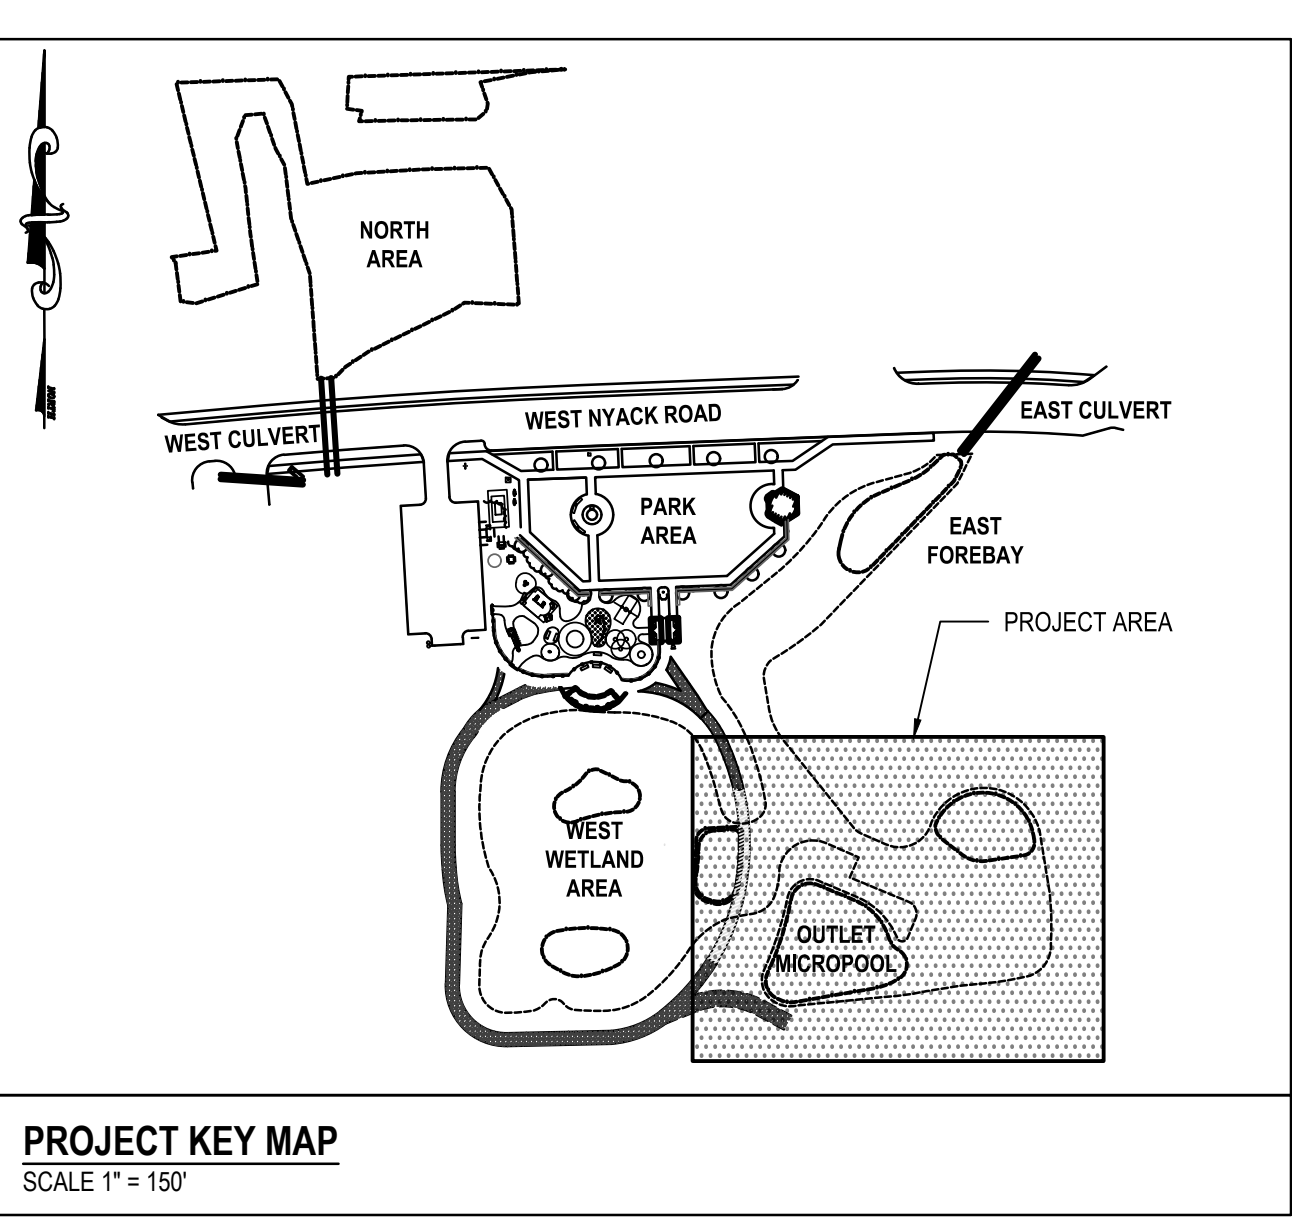 NORTH
AREA
NORTH
WEST NYACK ROAD
EAST CULVERT
WEST CULVERT
PARK
AREA
EAST
FOREBAY
PROJECT AREA
WEST
WETLAND
AREA
OUTLET
MICROPOOL
PROJECT KEY MAP
SCALE 1" = 150'